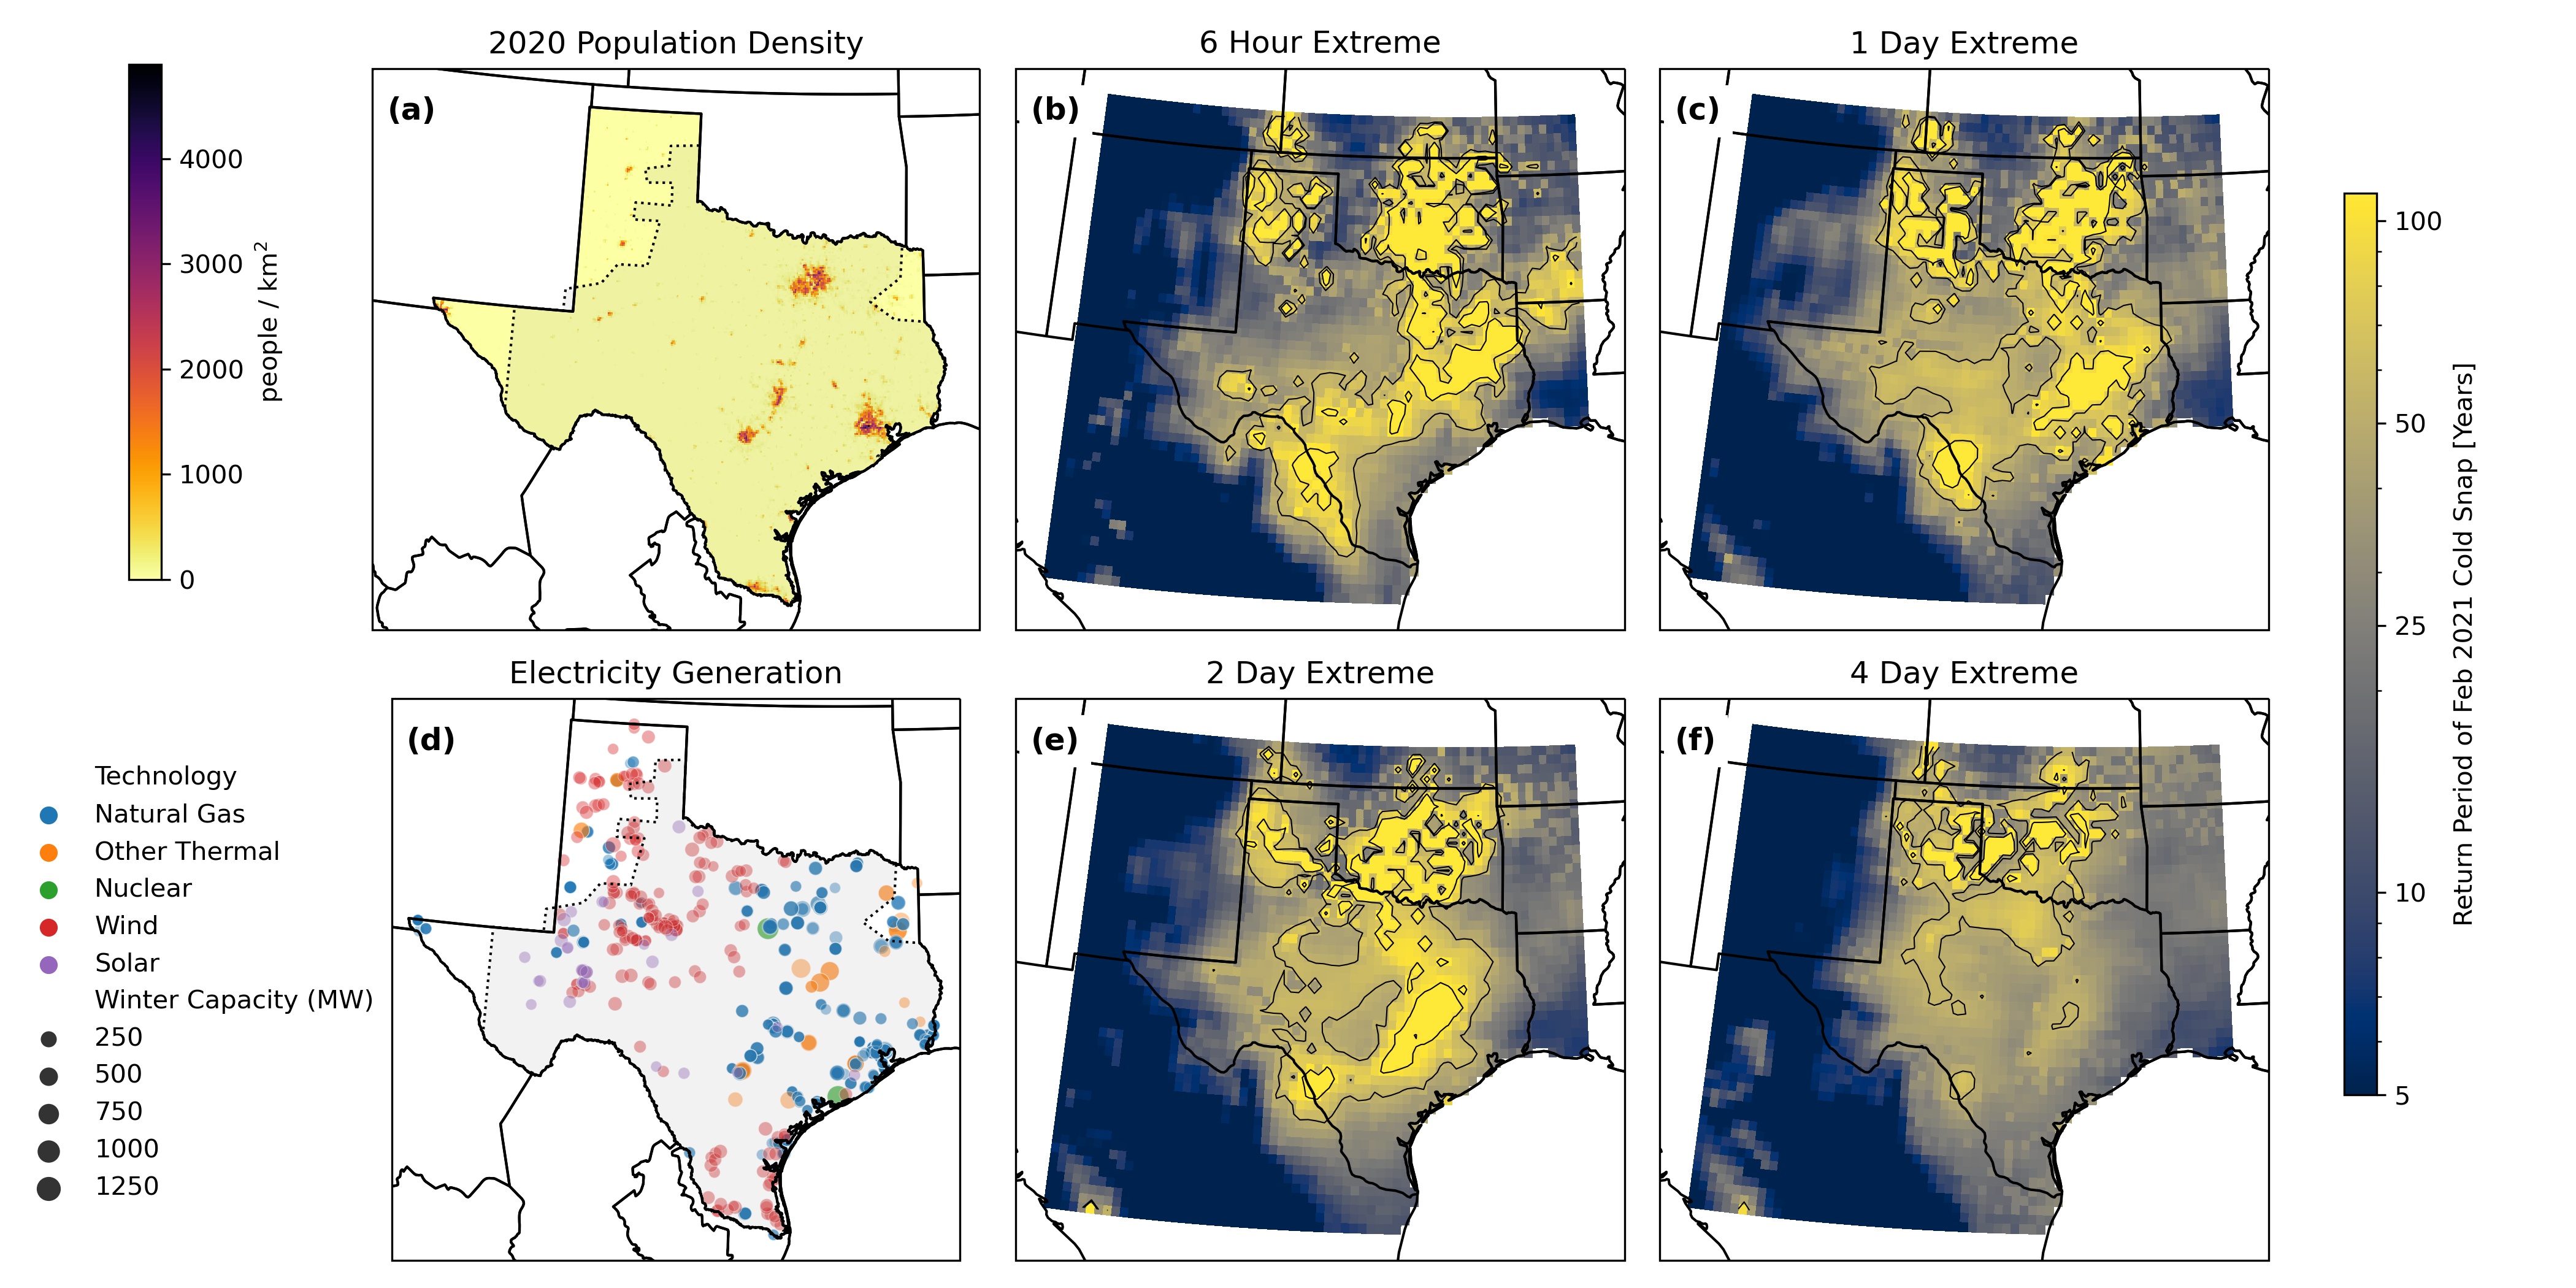 2020 Population Density
6 Hour Extreme
1 Day Extreme
(a)
(b)
(c)
4000
3000
2000
1000
0
people / km²
Electricity Generation
2 Day Extreme
4 Day Extreme
(d)
(e)
(f)
Technology
Natural Gas
Other Thermal
Nuclear
Wind
Solar
Winter Capacity (MW)
250
500
750
1000
1250
100
50
25
10
5
Return Period of Feb 2021 Cold Snap [Years]